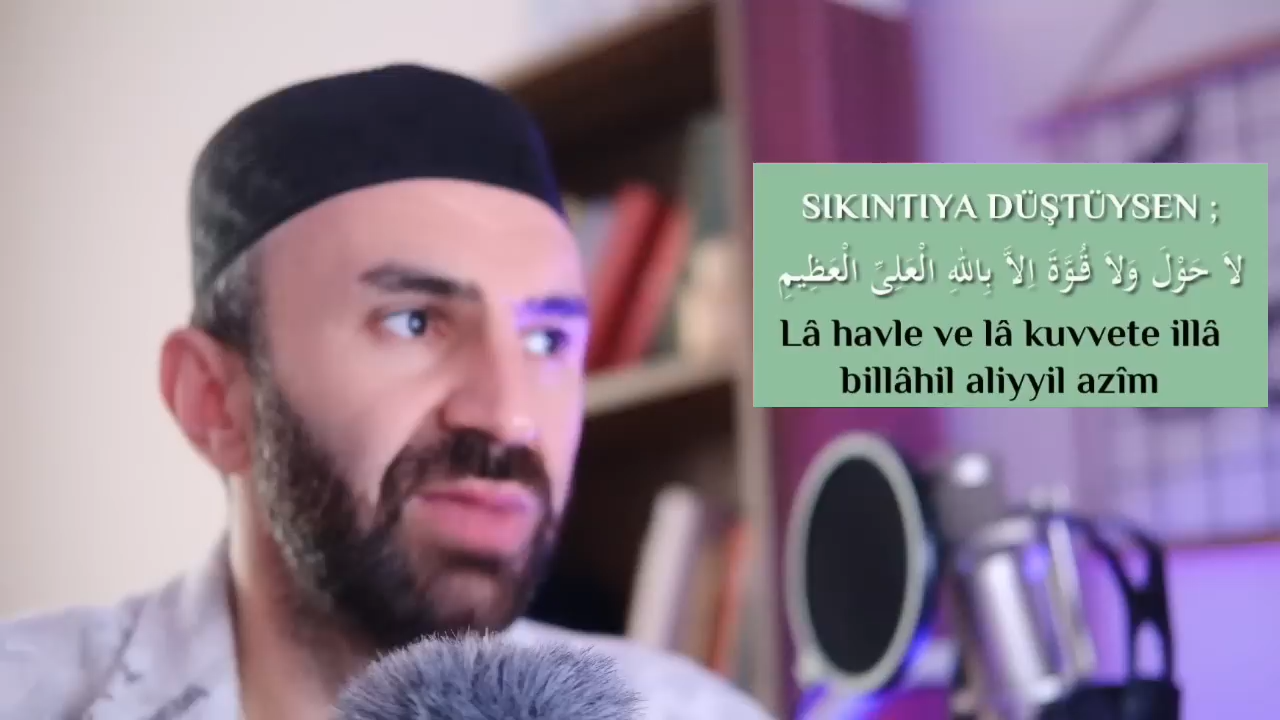 SIKINTIYA DÜŞTÜYSEN ;
لاَ حَوْلَ وَلاَ قُوَّةَ اِلاَّ بِاللهِ الْعَلِىِّ الْعَظِيمِ
Lâ havle ve lâ kuvvete illâ
billâhil aliyyil azîm